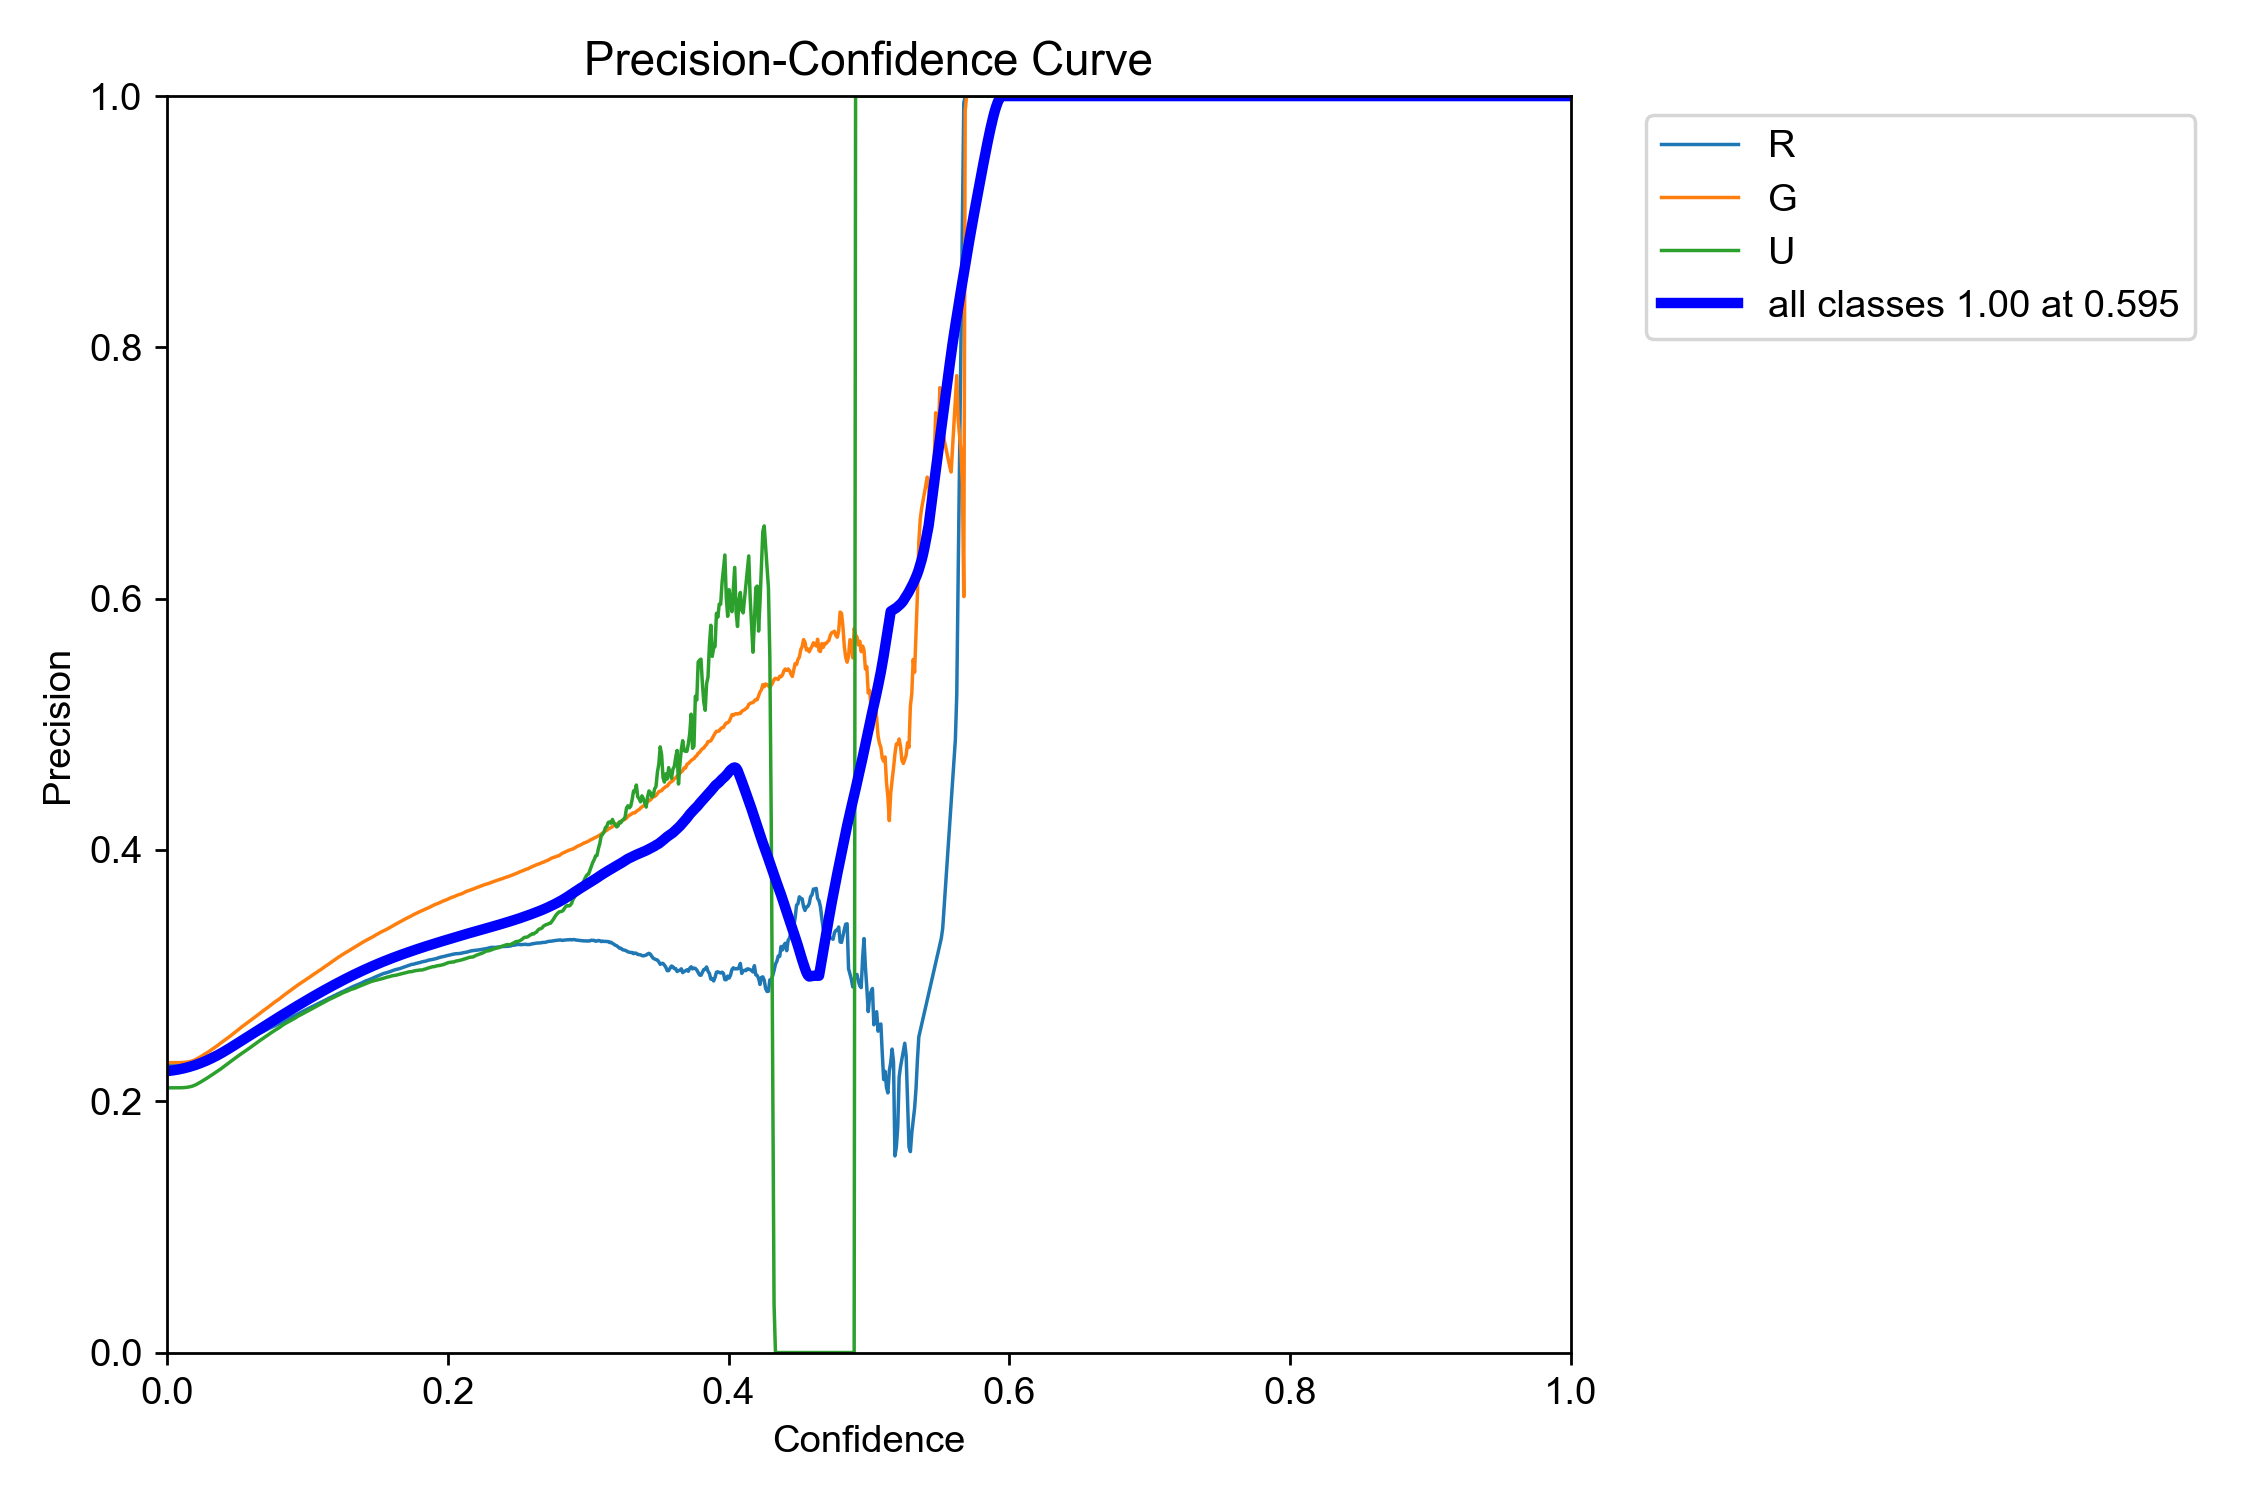 Precision-Confidence Curve
1.0
0.8
0.6
0.4
0.2
0.0
Precision
0.0 0.2 0.4 0.6 0.8 1.0
Confidence
R
G
U
all classes 1.00 at 0.595